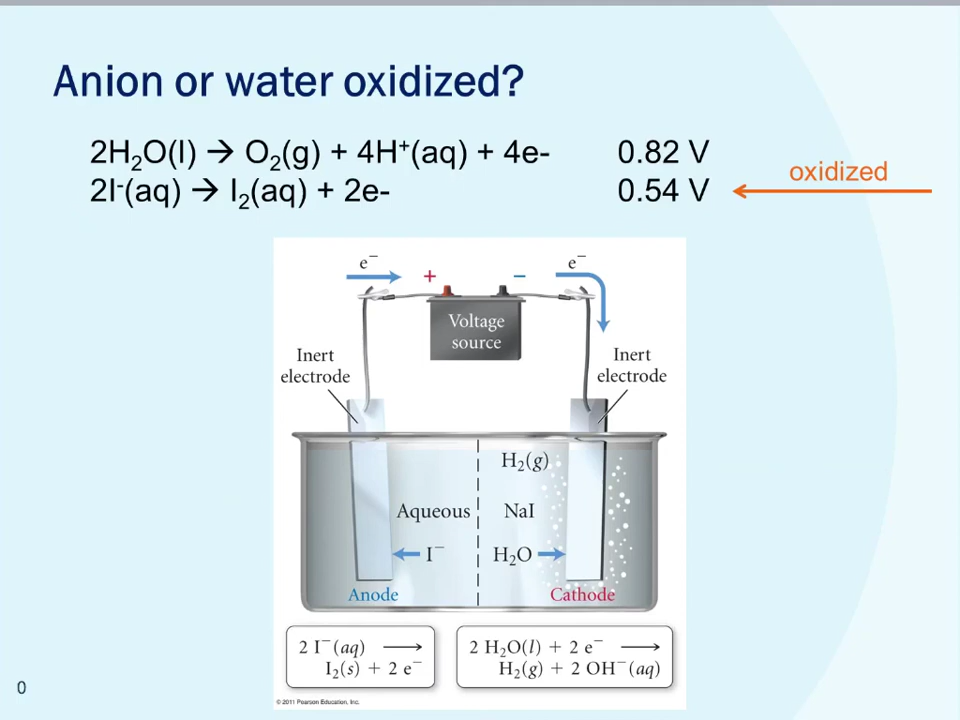 Anion or water oxidized?
2H₂O(l) → O₂(g) + 4H⁺(aq) + 4e- 0.82 V
2I⁻(aq) → I₂(aq) + 2e- 0.54 V
oxidized
e⁻
+
−
e⁻
Voltage
source
Inert
electrode
Inert
electrode
H₂(g)
Aqueous
NaI
I⁻
H₂O
Anode
Cathode
2 I⁻(aq) ⟶
I₂(s) + 2 e⁻
2 H₂O(l) + 2 e⁻ ⟶
H₂(g) + 2 OH⁻(aq)
© 2011 Pearson Education, Inc.
0